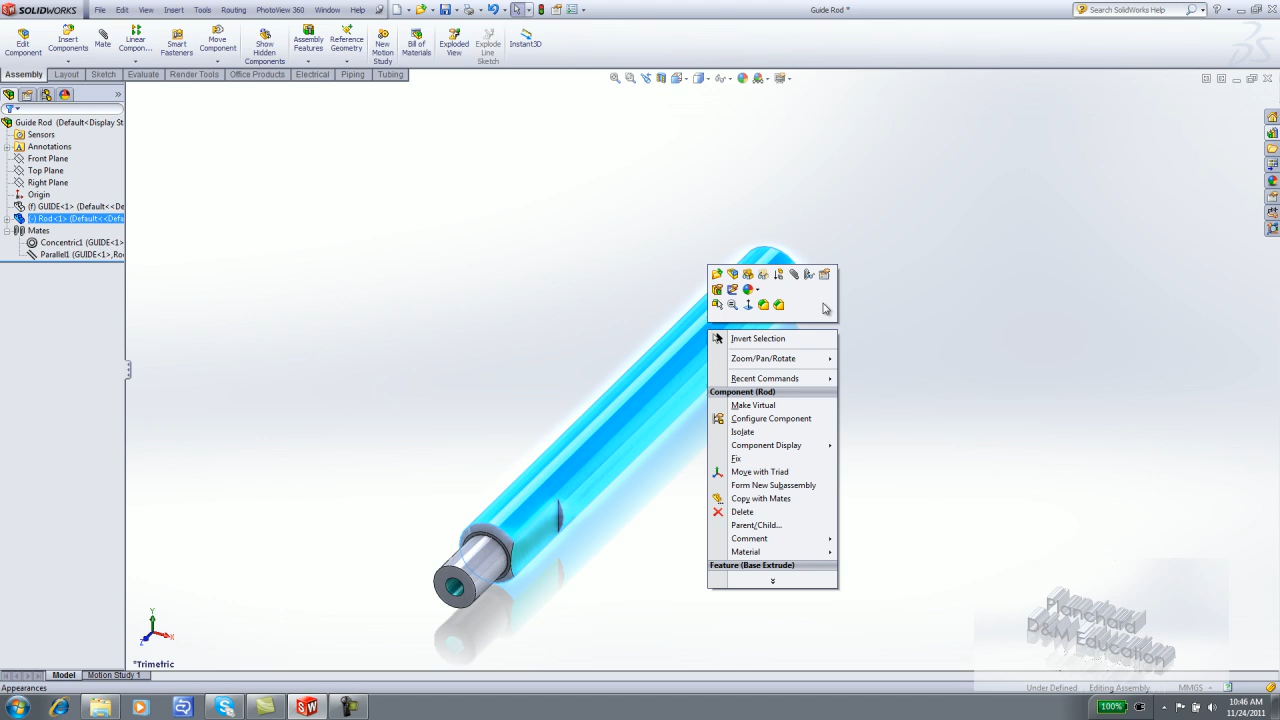 SOLIDWORKS File Edit View Insert Tools Routing PhotoView 360 Window Help Guide Rod * Search SolidWorks Help
Edit Component
Insert Components
Mate
Linear Compon...
Smart Fasteners
Move Component
Show Hidden Components
Assembly Features
Reference Geometry
New Motion Study
Bill of Materials
Exploded View
Explode Line Sketch
Instant3D
Assembly Layout Sketch Evaluate Render Tools Office Products Electrical Piping Tubing
Guide Rod (Default<Display St
Sensors
Annotations
Front Plane
Top Plane
Right Plane
Origin
(f) GUIDE<1> (Default<<De
(-) Rod<1> (Default<<Defa
Mates
Concentric1 (GUIDE<1>
Parallel1 (GUIDE<1>,Ro
Invert Selection
Zoom/Pan/Rotate
Recent Commands
Component (Rod)
Make Virtual
Configure Component
Isolate
Component Display
Fix
Move with Triad
Form New Subassembly
Copy with Mates
Delete
Parent/Child...
Comment
Material
Feature (Base Extrude)
Y
X
Z
*Trimetric
Planchard
D&M Education
Model Motion Study 1
Appearances Under Defined Editing Assembly MMGS
100% 10:46 AM
11/24/2011